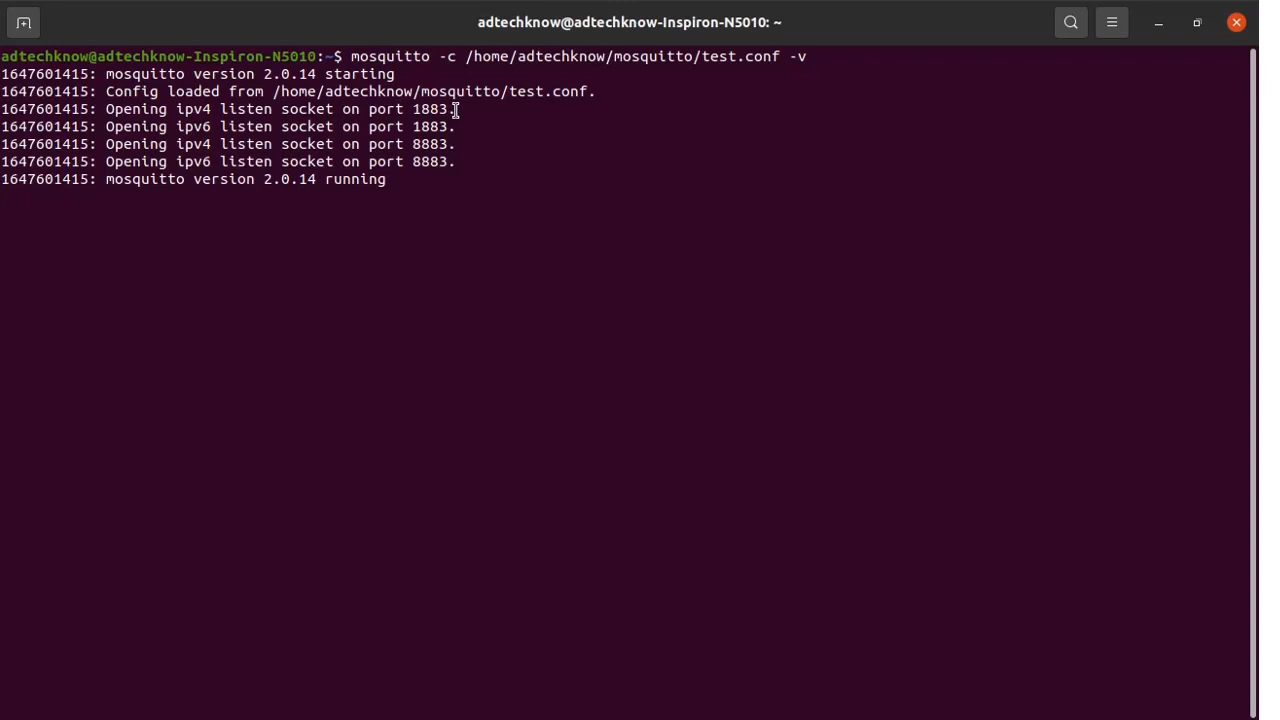 adtechknow@adtechknow-Inspiron-N5010: ~
adtechknow@adtechknow-Inspiron-N5010:~$ mosquitto -c /home/adtechknow/mosquitto/test.conf -v
1647601415: mosquitto version 2.0.14 starting
1647601415: Config loaded from /home/adtechknow/mosquitto/test.conf.
1647601415: Opening ipv4 listen socket on port 1883.
1647601415: Opening ipv6 listen socket on port 1883.
1647601415: Opening ipv4 listen socket on port 8883.
1647601415: Opening ipv6 listen socket on port 8883.
1647601415: mosquitto version 2.0.14 running